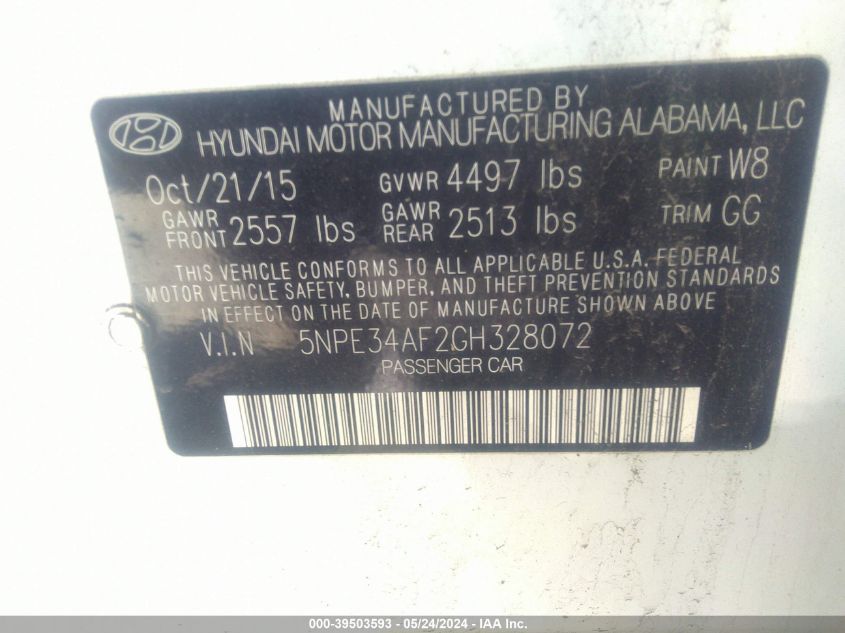 MANUFACTURED BY
HYUNDAI MOTOR MANUFACTURING ALABAMA, LLC
Oct/21/15 GVWR 4497 lbs PAINT W8
GAWR FRONT 2557 lbs GAWR REAR 2513 lbs TRIM GG
THIS VEHICLE CONFORMS TO ALL APPLICABLE U.S.A. FEDERAL
MOTOR VEHICLE SAFETY, BUMPER, AND THEFT PREVENTION STANDARDS
IN EFFECT ON THE DATE OF MANUFACTURE SHOWN ABOVE
V.I.N 5NPE34AF2GH328072
PASSENGER CAR
000-39503593 - 05/24/2024 - IAA Inc.